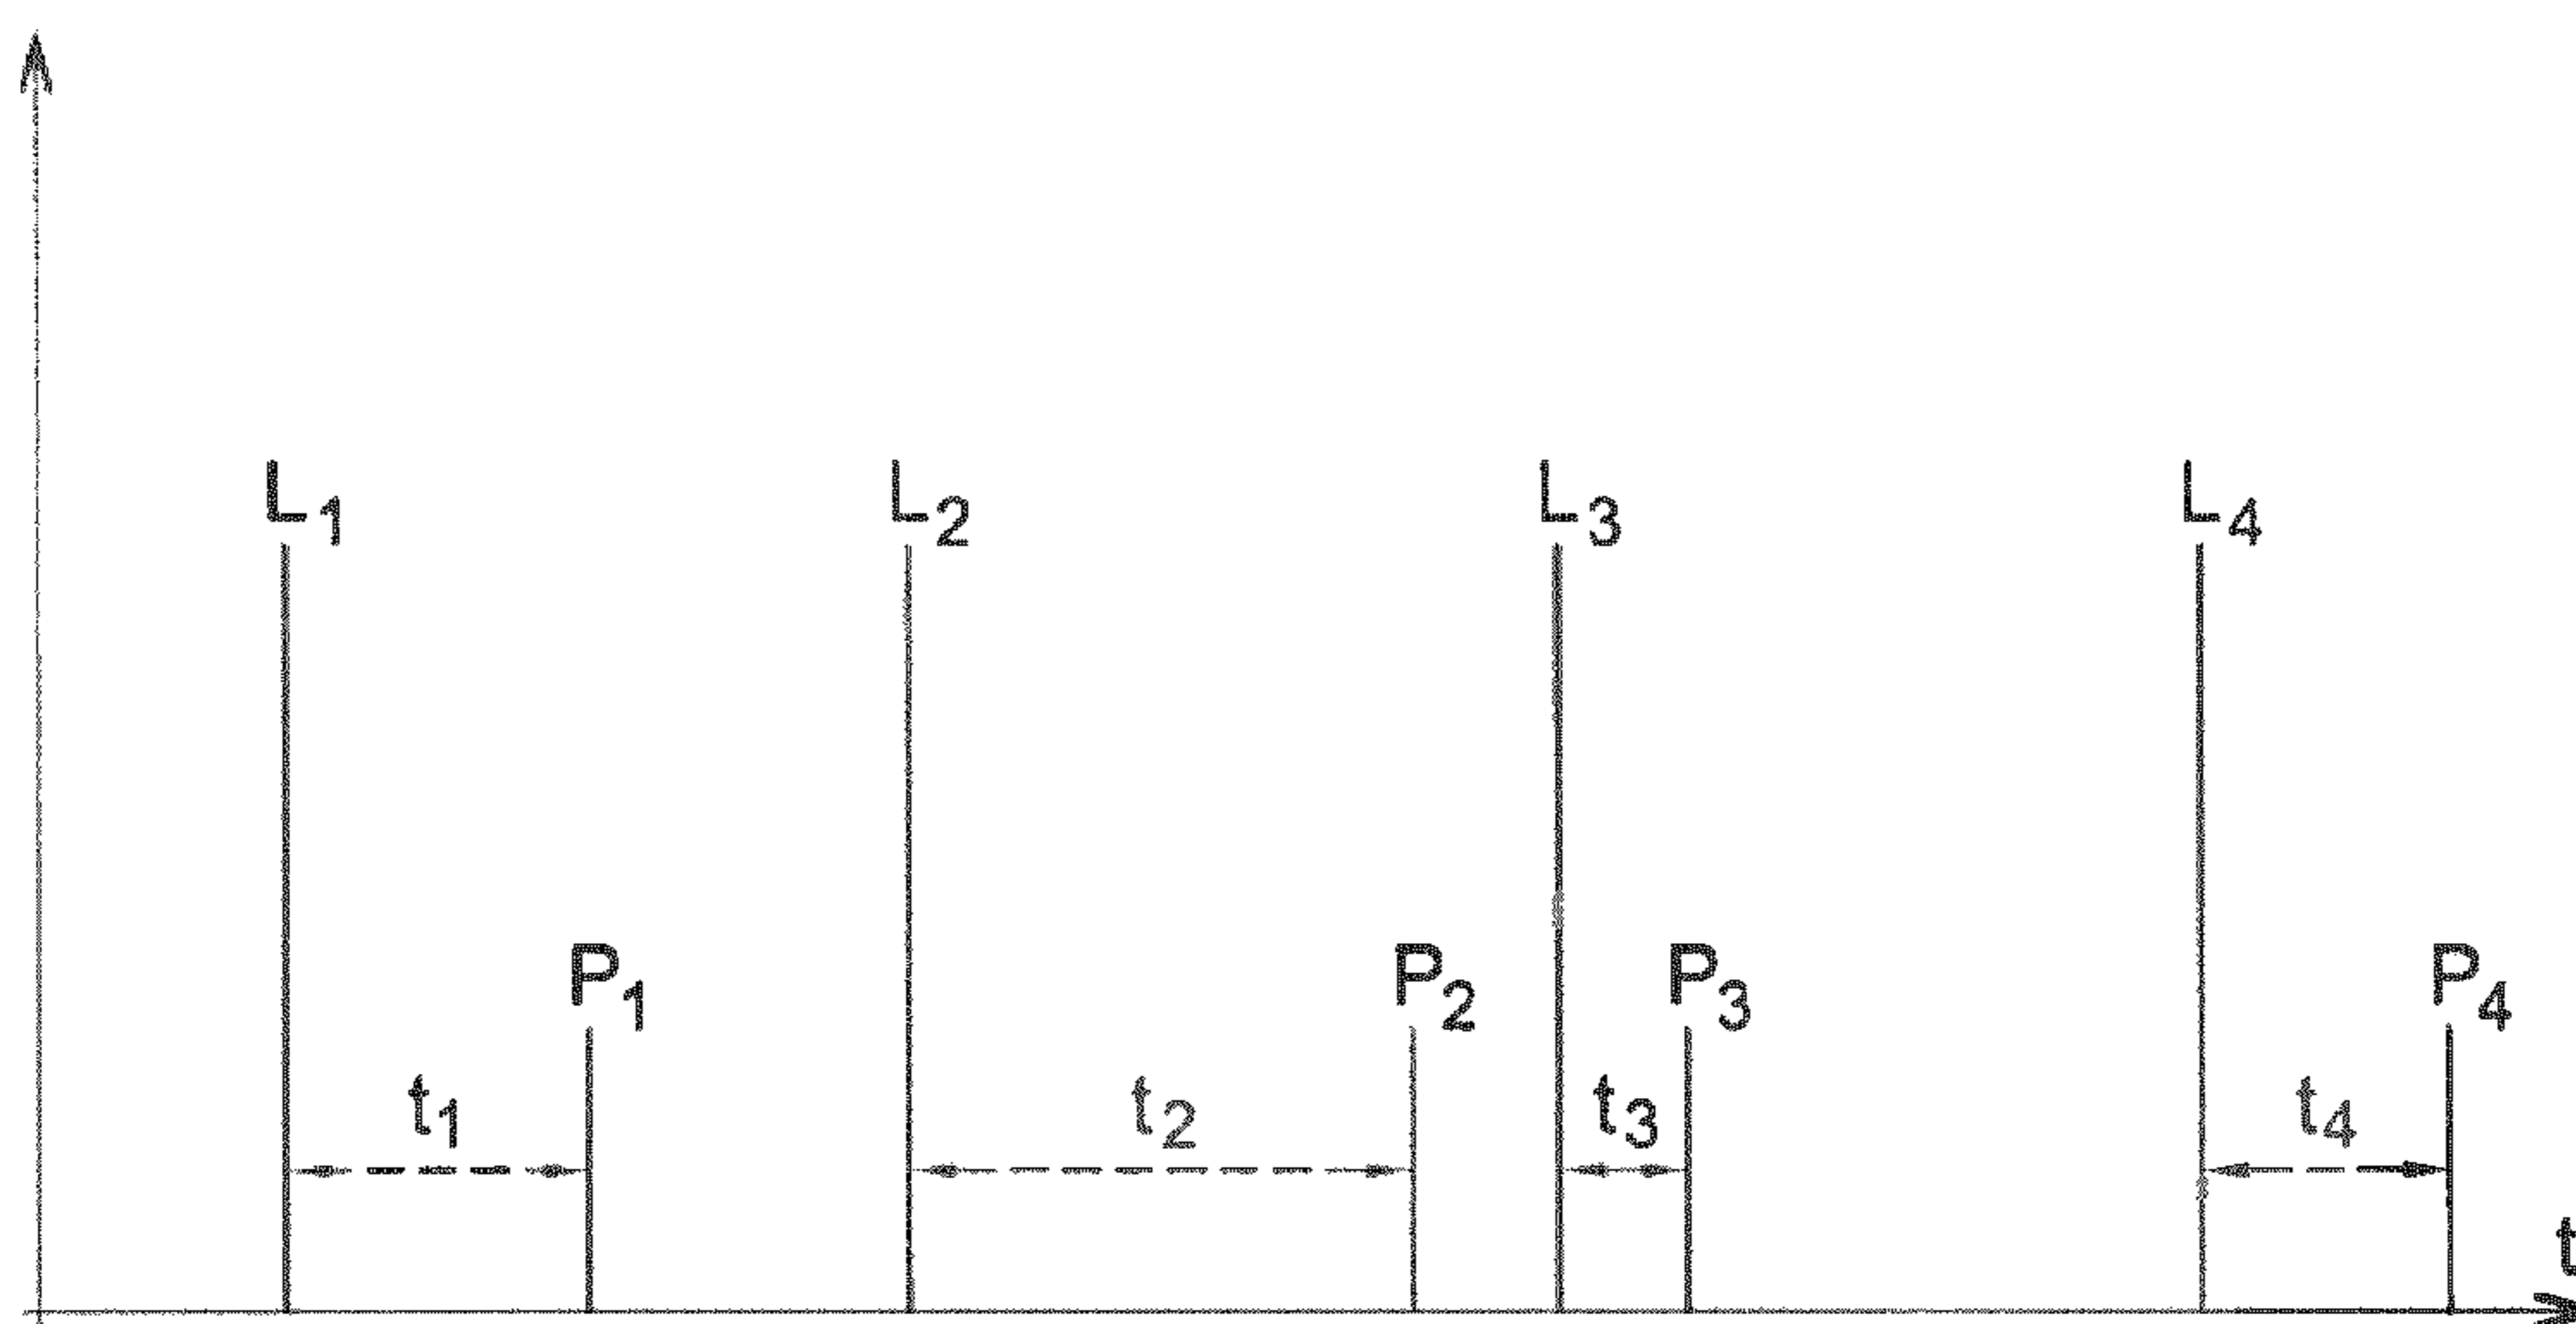 L₁ L₂ L₃ L₄
P₁ P₂ P₃ P₄
t₁ t₂ t₃ t₄
t